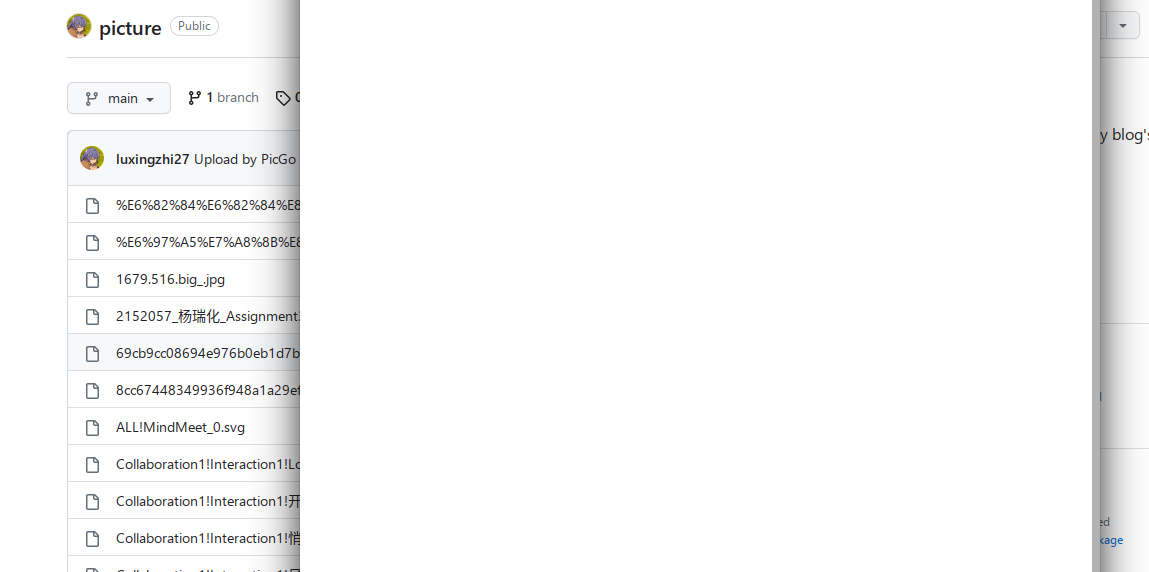 picture Public
main 1 branch
y blog's
luxingzhi27 Upload by PicGo
%E6%82%84%E6%82%84%E8
%E6%97%A5%E7%A8%8B%E8
1679.516.big_.jpg
2152057_杨瑞化_Assignment
69cb9cc08694e976b0eb1d7b
8cc67448349936f948a1a29ef
ALL!MindMeet_0.svg
Collaboration1!Interaction1!Lo
Collaboration1!Interaction1!开
ed
Collaboration1!Interaction1!悄
kage